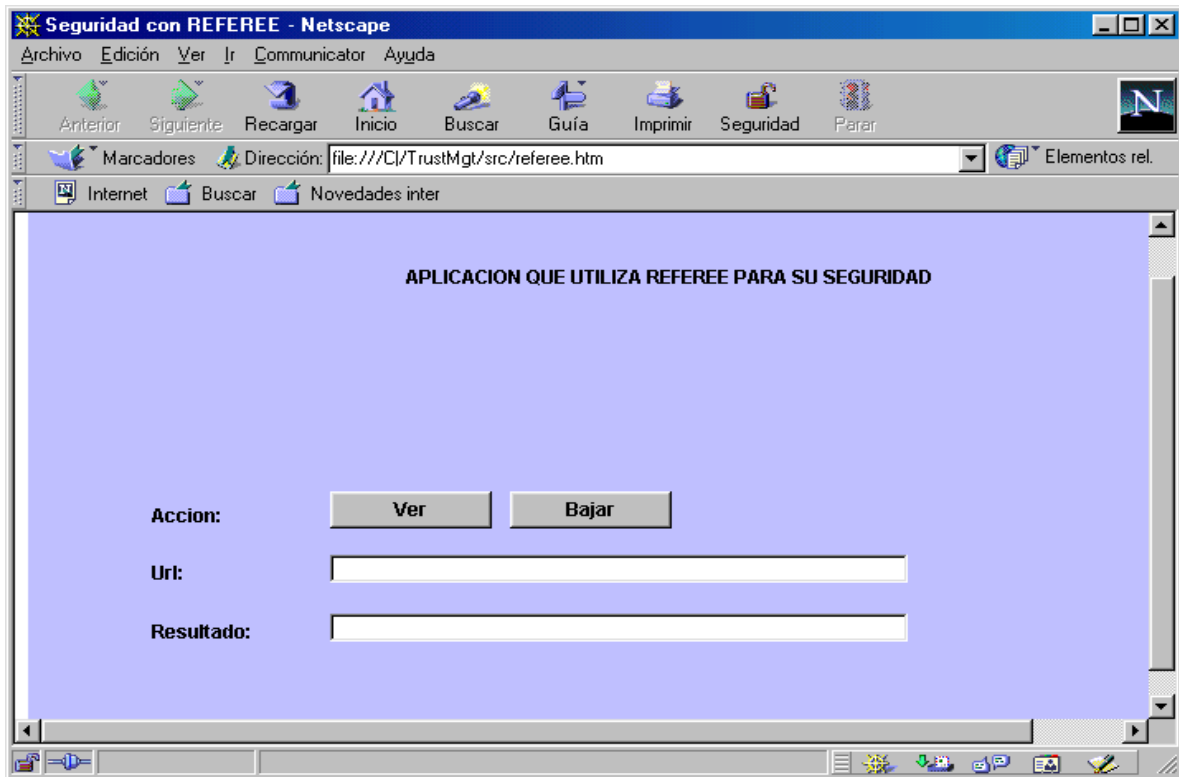 Seguridad con REFEREE - Netscape
Archivo Edición Ver Ir Communicator Ayuda
Anterior Siguiente Recargar Inicio Buscar Guía Imprimir Seguridad Parar
N
Marcadores Dirección: file:///C|/TrustMgt/src/referee.htm Elementos rel.
Internet Buscar Novedades inter
APLICACION QUE UTILIZA REFEREE PARA SU SEGURIDAD
Accion: Ver Bajar
Url:
Resultado: